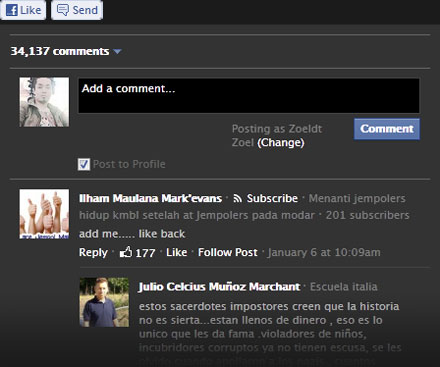 Like Send
34,137 comments
Add a comment...
Posting as Zoeldt
Zoel (Change)
Comment
Post to Profile
Ilham Maulana Mark'evans · Subscribe · Menanti jempolers
hidup kmbl setelah at Jempolers pada modar · 201 subscribers
add me..... like back
Reply · 177 · Like · Follow Post · January 6 at 10:09am
Julio Celcius Muñoz Marchant · Escuela italia
estos sacerdotes impostores creen que la historia
no es sierta...estan llenos de dinero , eso es lo
unico que les da fama .violadores de niños,
incubridores corruptos ya no tienen escusa, se les